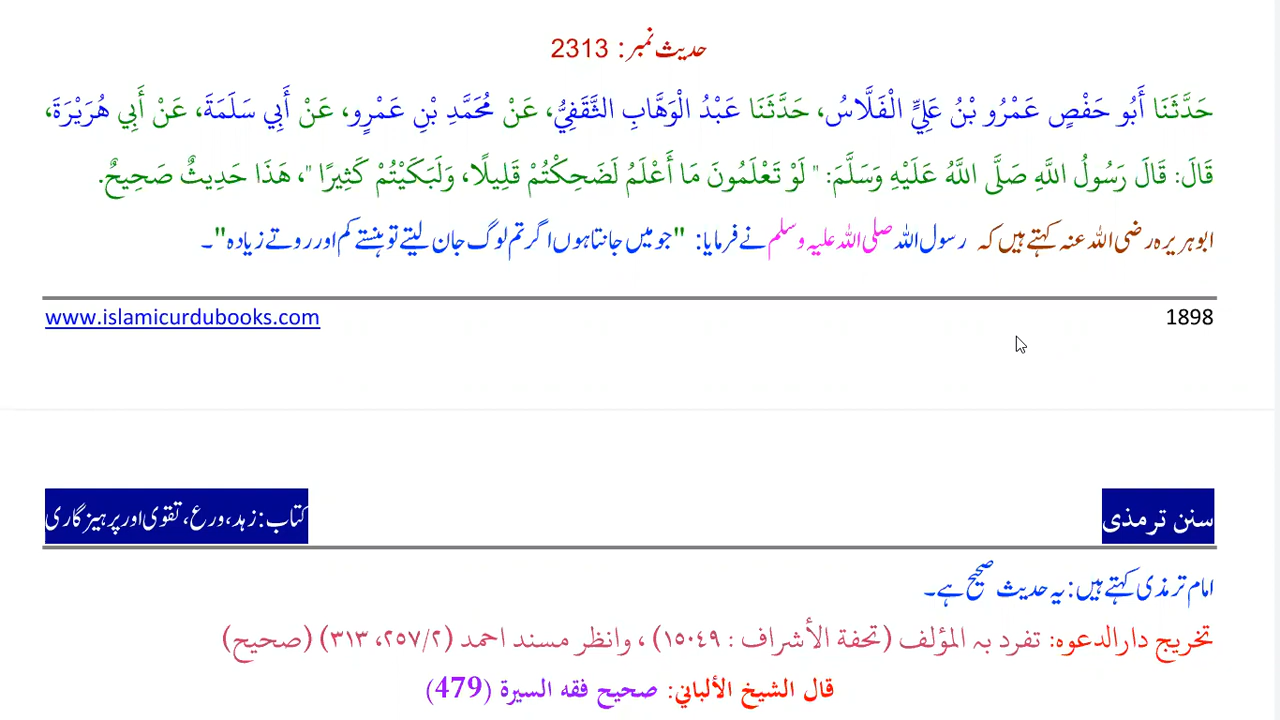 حدیث نمبر: 2313
حَدَّثَنَا أَبُو حَفْصٍ عَمْرُو بْنُ عَلِيٍّ الْفَلَّاسُ، حَدَّثَنَا عَبْدُ الْوَهَّابِ الثَّقَفِيُّ، عَنْ مُحَمَّدِ بْنِ عَمْرٍو، عَنْ أَبِي سَلَمَةَ، عَنْ أَبِي هُرَيْرَةَ،
قَالَ: قَالَ رَسُولُ اللَّهِ صَلَّى اللَّهُ عَلَيْهِ وَسَلَّمَ: " لَوْ تَعْلَمُونَ مَا أَعْلَمُ لَضَحِكْتُمْ قَلِيلًا، وَلَبَكَيْتُمْ كَثِيرًا "، هَذَا حَدِيثٌ صَحِيحٌ.
ابوہریرہ رضی الله عنہ کہتے ہیں کہ رسول اللہ صلی اللہ علیہ وسلم نے فرمایا: "جو میں جانتا ہوں اگر تم لوگ جان لیتے تو ہنستے کم اور روتے زیادہ"۔
www.islamicurdubooks.com 1898
سنن ترمذی کتاب: زہد، ورع، تقوی اور پرہیزگاری
امام ترمذی کہتے ہیں: یہ حدیث صحیح ہے۔
تخریج دارالدعوہ: تفرد بہ المؤلف (تحفة الأشراف : ١٥٠٤٩) ، وانظر مسند احمد (٢/٢٥٧، ٣١٣) (صحیح)
قال الشيخ الألباني: صحيح فقه السيرة (479)